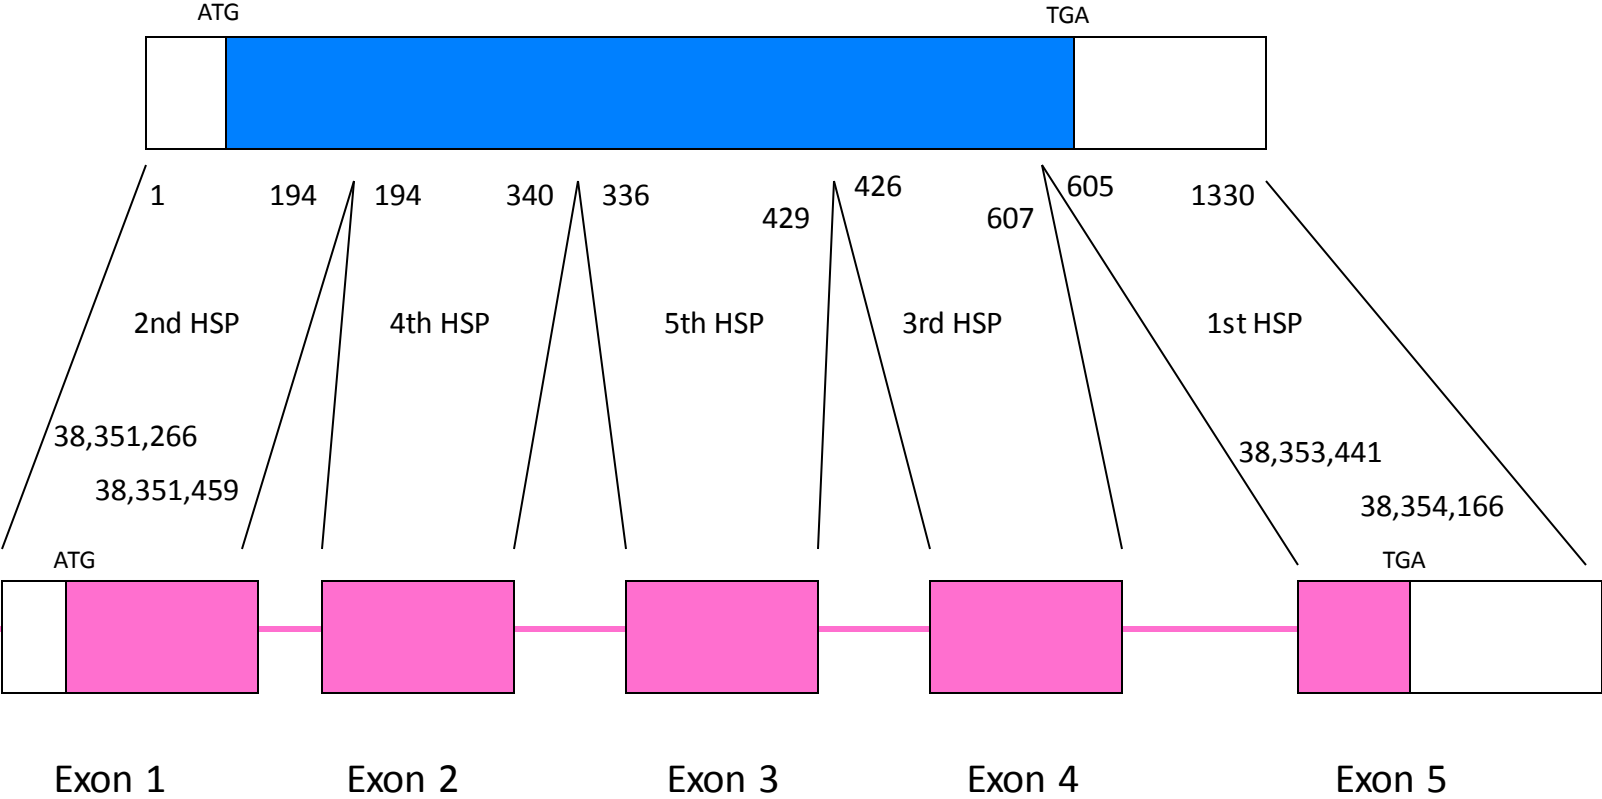 ATG
TGA
1
194
194
340
336
429
426
607
605
1330
2nd HSP
4th HSP
5th HSP
3rd HSP
1st HSP
38,351,266
38,351,459
38,353,441
38,354,166
ATG
TGA
Exon 1
Exon 2
Exon 3
Exon 4
Exon 5